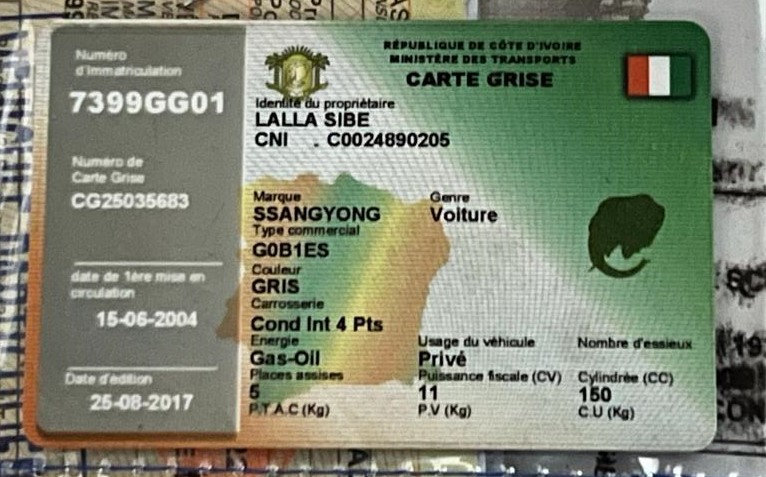 Numéro
d'Immatriculation
7399GG01
Numéro de
Carte Grise
CG25035683
date de 1ère mise en
circulation
15-06-2004
Date d'édition
25-08-2017
RÉPUBLIQUE DE CÔTE D'IVOIRE
MINISTÈRE DES TRANSPORTS
CARTE GRISE
Identité du propriétaire
LALLA SIBE
CNI . C0024890205
Marque
SSANGYONG
Genre
Voiture
Type commercial
G0B1ES
Couleur
GRIS
Carrosserie
Cond Int 4 Pts
Energie
Gas-Oil
Usage du véhicule
Privé
Nombre d'essieux
Places assises
5
Puissance fiscale (CV)
11
Cylindrée (CC)
150
P.T.A.C (Kg)
P.V (Kg)
C.U (Kg)